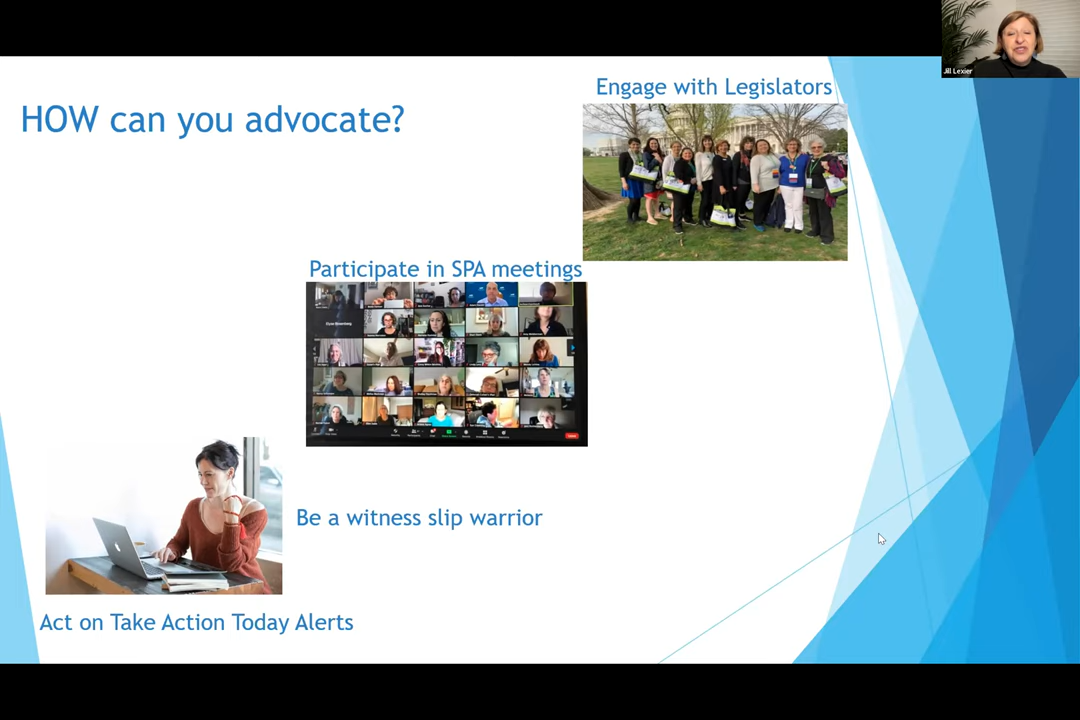 Jill Lexier
Engage with Legislators
HOW can you advocate?
Participate in SPA meetings
Be a witness slip warrior
Act on Take Action Today Alerts